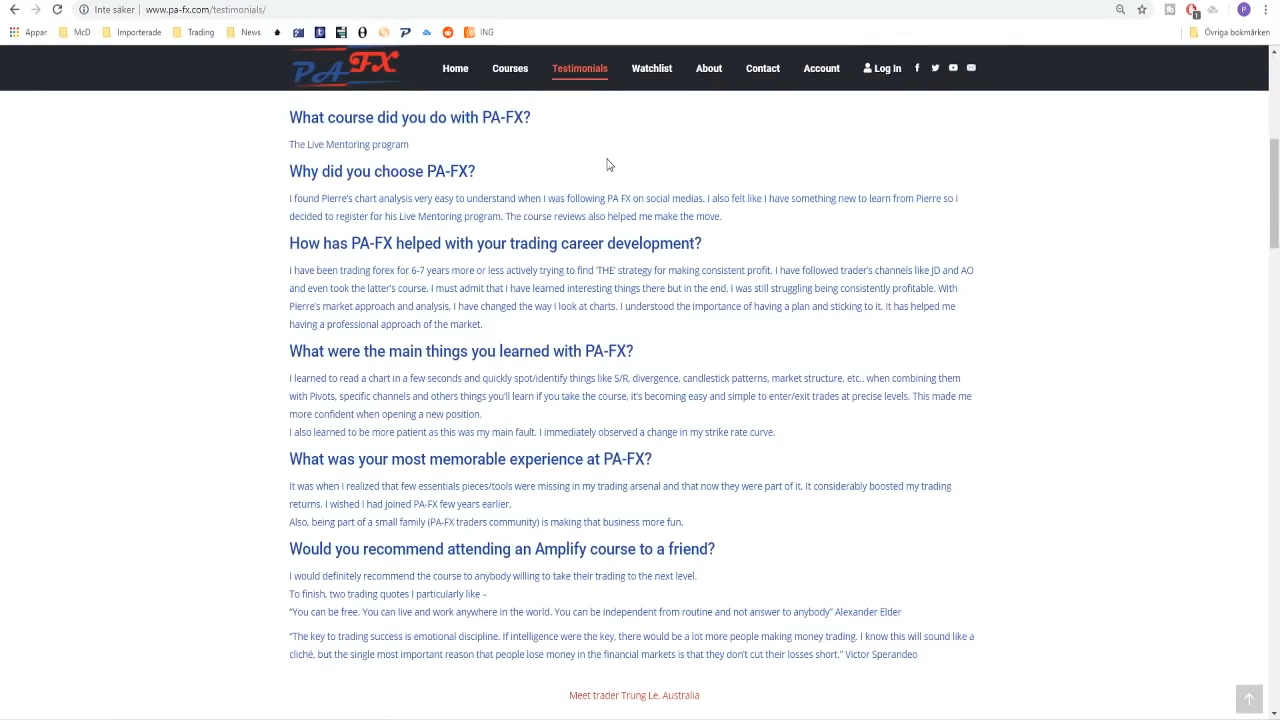 Inte säker
www.pa-fx.com/testimonials/
1
P
Appar
McD
Importerade
Trading
News
ING
Övriga bokmärken
PAFX
Home
Courses
Testimonials
Watchlist
About
Contact
Account
Log In
What course did you do with PA-FX?
The Live Mentoring program
Why did you choose PA-FX?
I found Pierre's chart analysis very easy to understand when I was following PA FX on social medias. I also felt like I have something new to learn from Pierre so I
decided to register for his Live Mentoring program. The course reviews also helped me make the move.
How has PA-FX helped with your trading career development?
I have been trading forex for 6-7 years more or less actively trying to find 'THE' strategy for making consistent profit. I have followed trader's channels like JD and AO
and even took the latter's course. I must admit that I have learned interesting things there but in the end. I was still struggling being consistently profitable. With
Pierre's market approach and analysis, I have changed the way I look at charts. I understood the importance of having a plan and sticking to it. It has helped me
having a professional approach of the market.
What were the main things you learned with PA-FX?
I learned to read a chart in a few seconds and quickly spot/identify things like S/R, divergence, candlestick patterns, market structure, etc.. when combining them
with Pivots, specific channels and others things you'll learn if you take the course, it's becoming easy and simple to enter/exit trades at precise levels. This made me
more confident when opening a new position.
I also learned to be more patient as this was my main fault. I immediately observed a change in my strike rate curve.
What was your most memorable experience at PA-FX?
It was when I realized that few essentials pieces/tools were missing in my trading arsenal and that now they were part of it. It considerably boosted my trading
returns. I wished I had joined PA-FX few years earlier.
Also, being part of a small family (PA-FX traders community) is making that business more fun.
Would you recommend attending an Amplify course to a friend?
I would definitely recommend the course to anybody willing to take their trading to the next level.
To finish, two trading quotes I particularly like –
"You can be free. You can live and work anywhere in the world. You can be independent from routine and not answer to anybody" Alexander Elder
"The key to trading success is emotional discipline. If intelligence were the key, there would be a lot more people making money trading. I know this will sound like a
cliché, but the single most important reason that people lose money in the financial markets is that they don't cut their losses short." Victor Sperandeo
Meet trader Trung Le, Australia